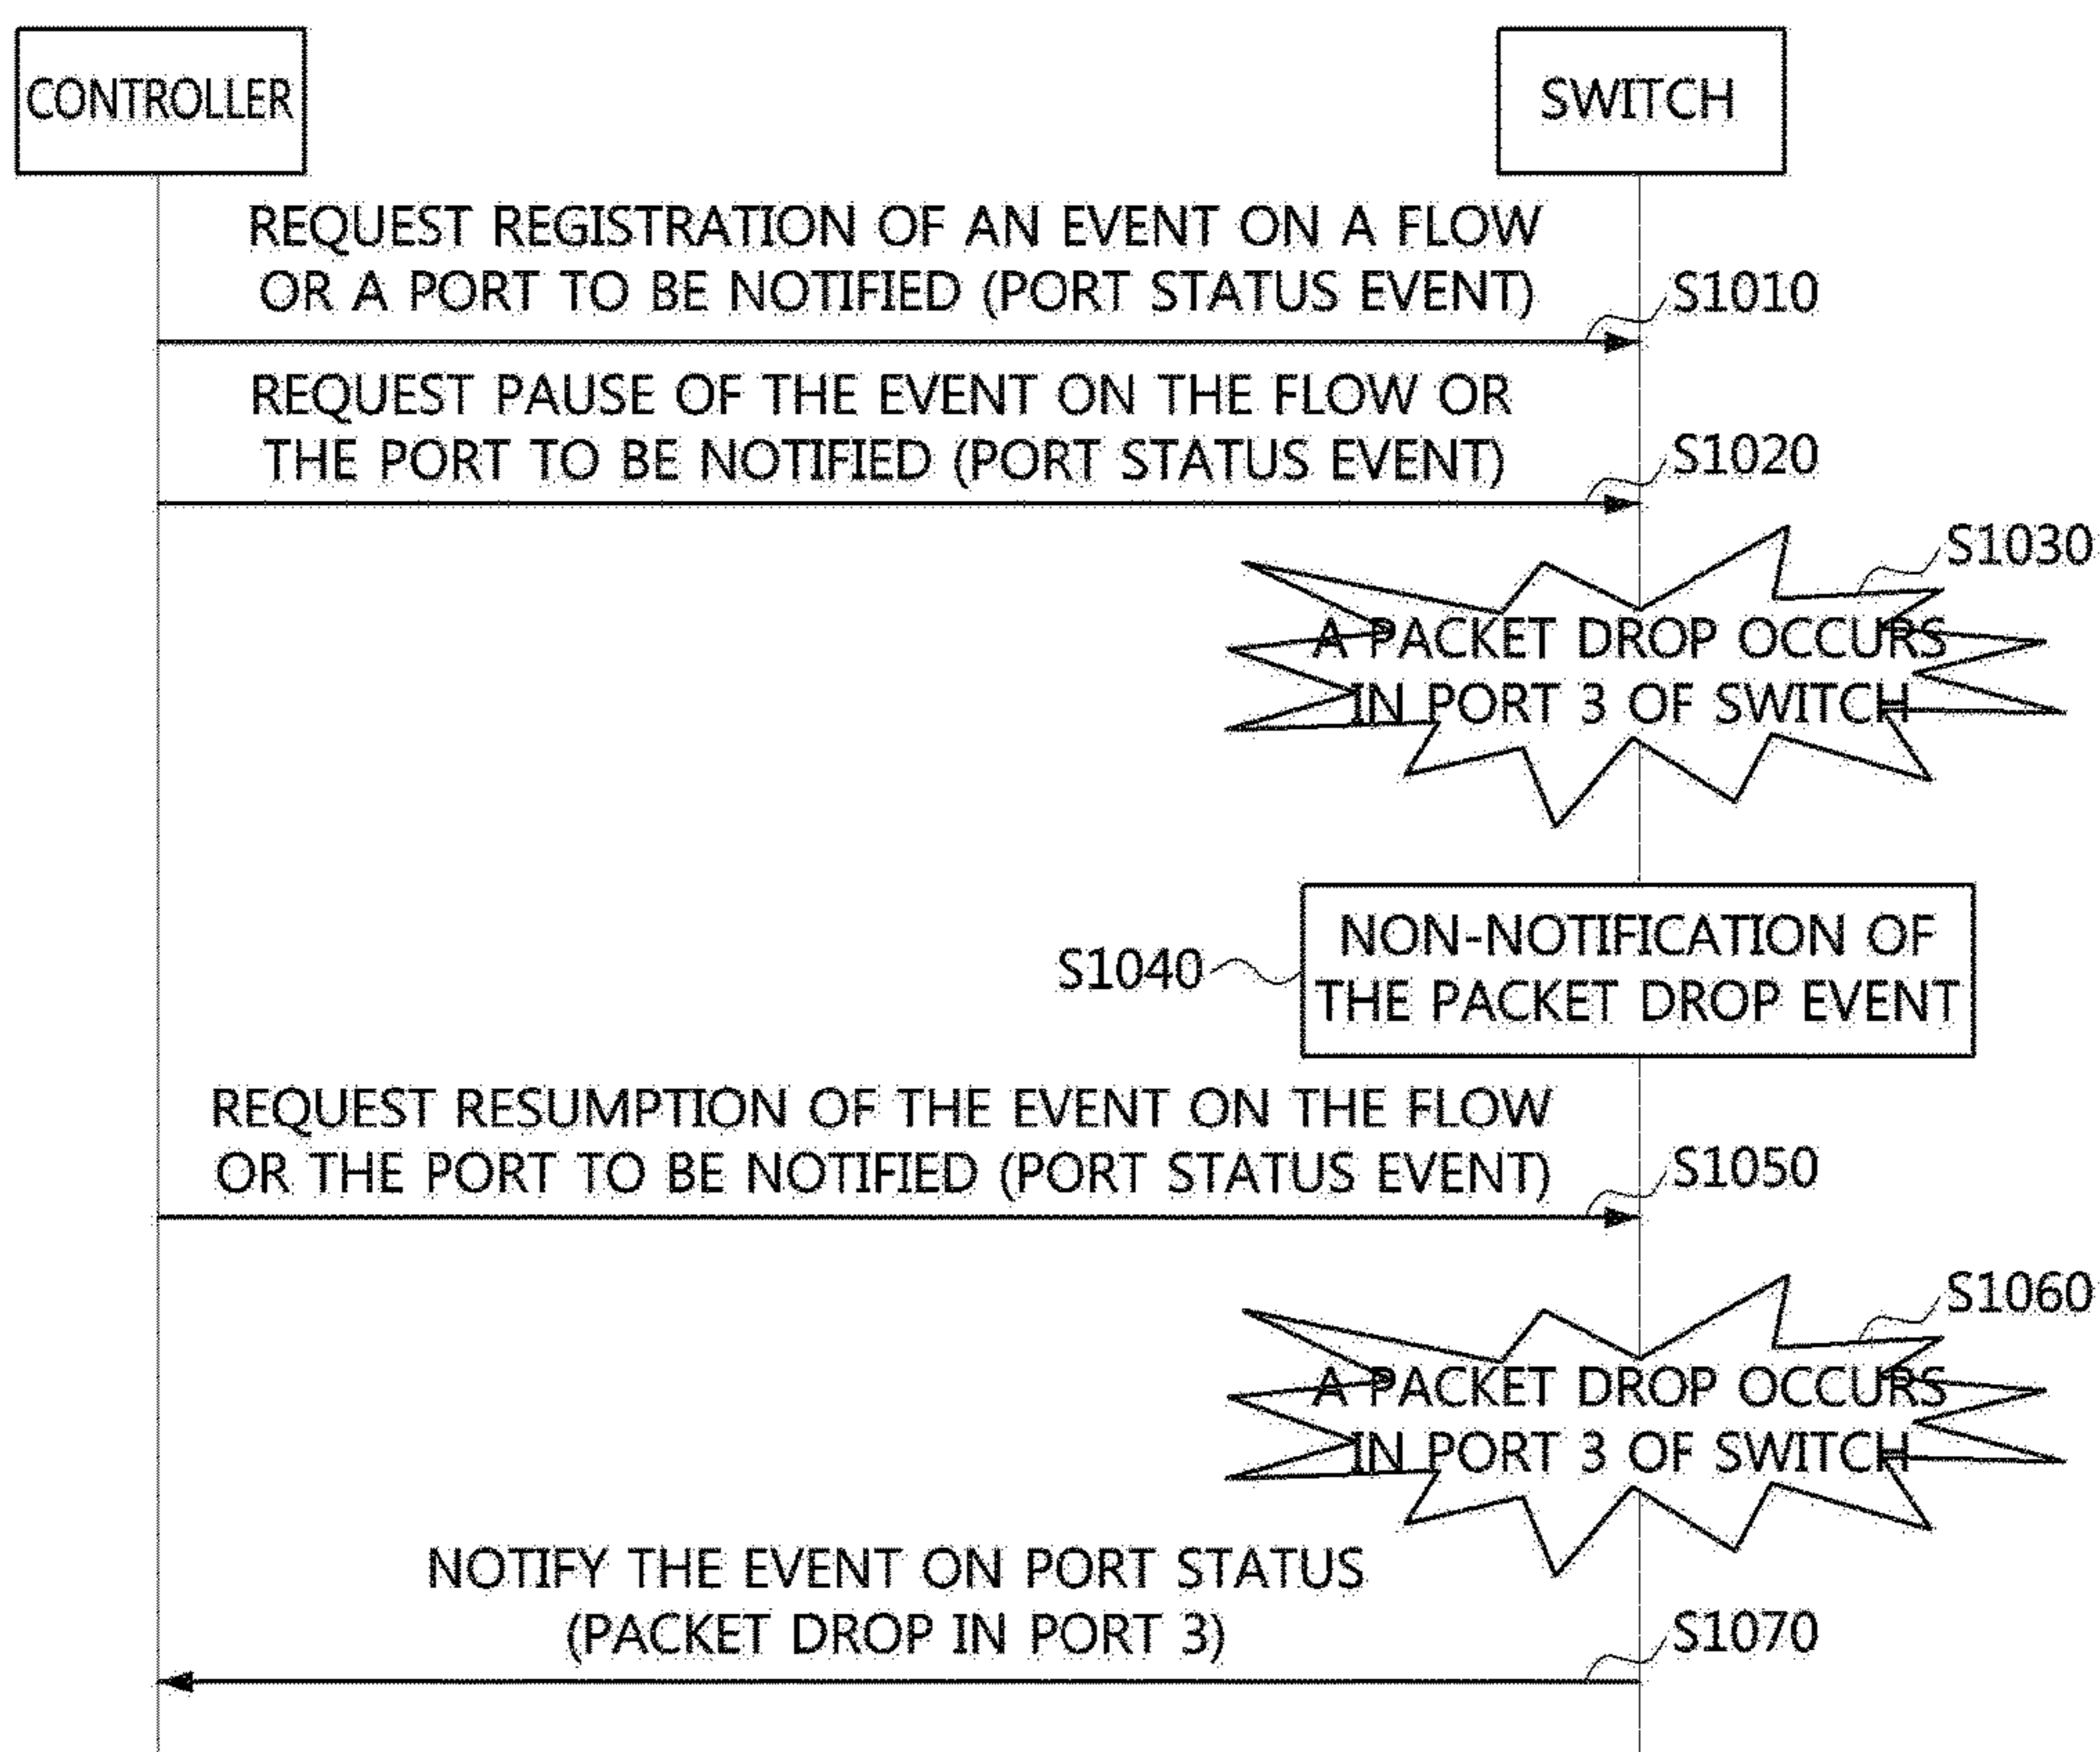 CONTROLLER
SWITCH
REQUEST REGISTRATION OF AN EVENT ON A FLOW
OR A PORT TO BE NOTIFIED (PORT STATUS EVENT)
S1010
REQUEST PAUSE OF THE EVENT ON THE FLOW OR
THE PORT TO BE NOTIFIED (PORT STATUS EVENT)
S1020
S1030
A PACKET DROP OCCURS
IN PORT 3 OF SWITCH
S1040
NON-NOTIFICATION OF
THE PACKET DROP EVENT
REQUEST RESUMPTION OF THE EVENT ON THE FLOW
OR THE PORT TO BE NOTIFIED (PORT STATUS EVENT)
S1050
S1060
A PACKET DROP OCCURS
IN PORT 3 OF SWITCH
NOTIFY THE EVENT ON PORT STATUS
(PACKET DROP IN PORT 3)
S1070